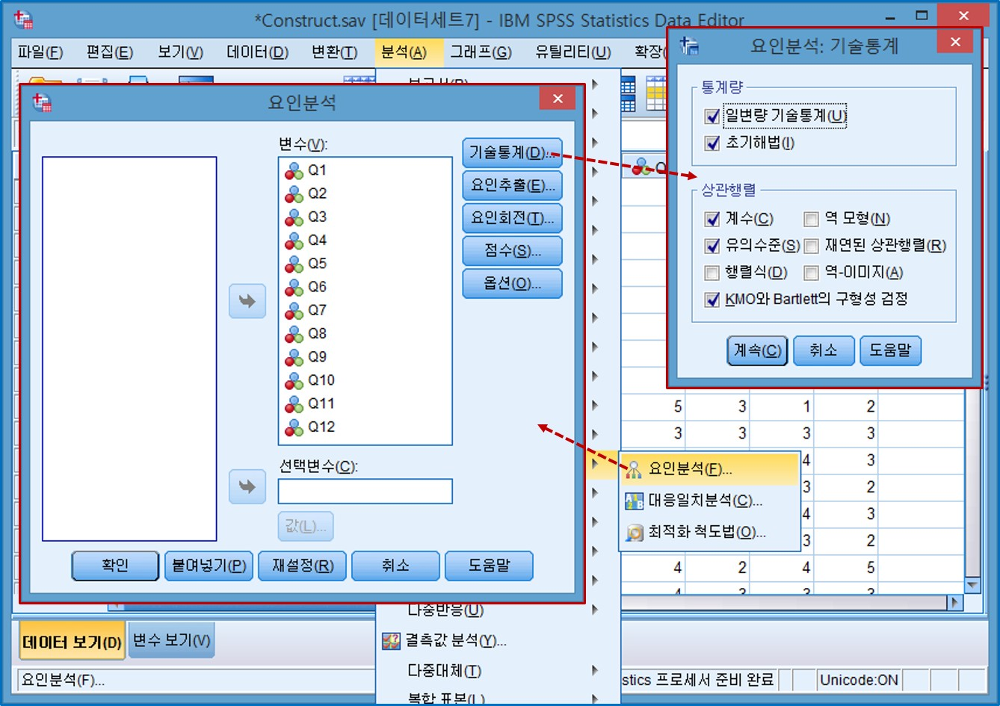 *Construct.sav [데이터세트7] - IBM SPSS Statistics Data Editor
파일(F) 편집(E) 보기(V) 데이터(D) 변환(T) 분석(A) 그래프(G) 유틸리티(U) 확장(
요인분석
변수(V):
Q1
Q2
Q3
Q4
Q5
Q6
Q7
Q8
Q9
Q10
Q11
Q12
선택변수(C):
값(L)...
기술통계(D)...
요인추출(E)...
요인회전(T)...
점수(S)...
옵션(O)...
확인 붙여넣기(P) 재설정(R) 취소 도움말
요인분석: 기술통계
통계량
일변량 기술통계(U)
초기해법(I)
상관행렬
계수(C) 역 모형(N)
유의수준(S) 재연된 상관행렬(R)
행렬식(D) 역-이미지(A)
KMO와 Bartlett의 구형성 검정
계속(C) 취소 도움말
5 3 1 2
3 3 3 3
4 3
3 2
4 3
3 2
4 2 4 5
요인분석(F)...
대응일치분석(C)...
최적화 척도법(O)...
다중반응(U)
결측값 분석(Y)...
다중대체(T)
복합 표본(L)
데이터 보기(D) 변수 보기(V)
요인분석(F)...
stics 프로세서 준비 완료 Unicode:ON